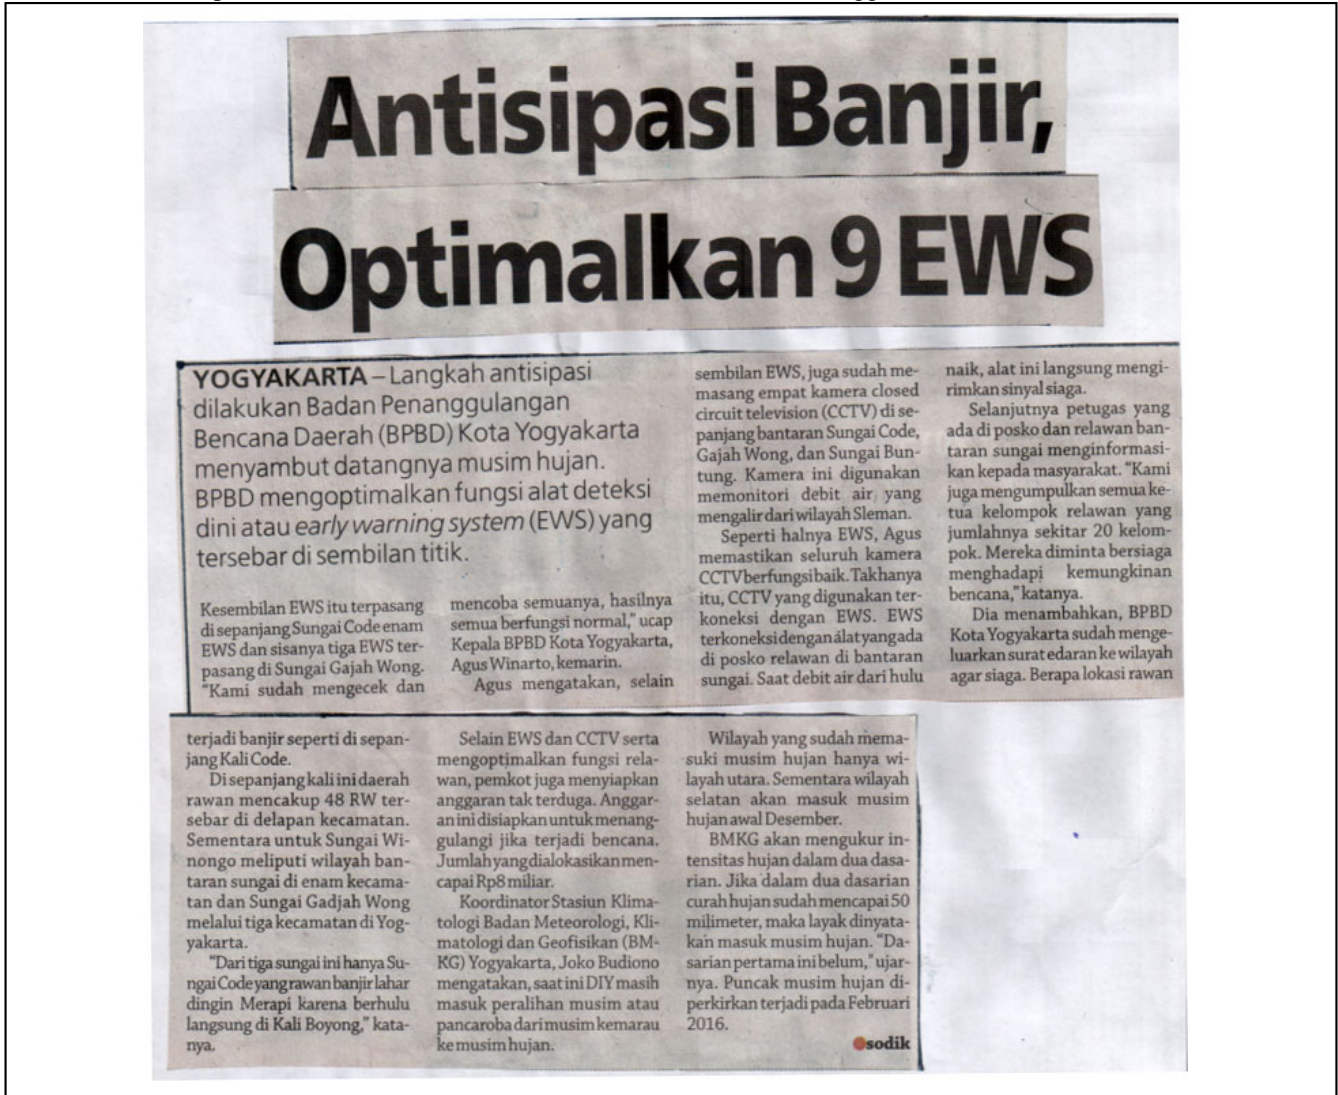 Antisipasi Banjir,
Optimalkan 9 EWS
YOGYAKARTA – Langkah antisipasi
dilakukan Badan Penanggulangan
Bencana Daerah (BPBD) Kota Yogyakarta
menyambut datangnya musim hujan.
BPBD mengoptimalkan fungsi alat deteksi
dini atau early warning system (EWS) yang
tersebar di sembilan titik.
Kesembilan EWS itu terpasang
di sepanjang Sungai Code enam
EWS dan sisanya tiga EWS ter-
pasang di Sungai Gajah Wong.
“Kami sudah mengecek dan
mencoba semuanya, hasilnya
semua berfungsi normal,” ucap
Kepala BPBD Kota Yogyakarta,
Agus Winarto, kemarin.
Agus mengatakan, selain
sembilan EWS, juga sudah me-
masang empat kamera closed
circuit television (CCTV) di se-
panjang bantaran Sungai Code,
Gajah Wong, dan Sungai Bun-
tung. Kamera ini digunakan
memonitori debit air yang
mengalir dari wilayah Sleman.
Seperti halnya EWS, Agus
memastikan seluruh kamera
CCTV berfungsi baik. Tak hanya
itu, CCTV yang digunakan ter-
koneksi dengan EWS. EWS
terkoneksi dengan alat yang ada
di posko relawan di bantaran
sungai. Saat debit air dari hulu
naik, alat ini langsung mengi-
rimkan sinyal siaga.
Selanjutnya petugas yang
ada di posko dan relawan ban-
taran sungai menginformasi-
kan kepada masyarakat. “Kami
juga mengumpulkan semua ke-
tua kelompok relawan yang
jumlahnya sekitar 20 kelom-
pok. Mereka diminta bersiaga
menghadapi kemungkinan
bencana,” katanya.
Dia menambahkan, BPBD
Kota Yogyakarta sudah menge-
luarkan surat edaran ke wilayah
agar siaga. Berapa lokasi rawan
terjadi banjir seperti di sepan-
jang Kali Code.
Di sepanjang kali ini daerah
rawan mencakup 48 RW ter-
sebar di delapan kecamatan.
Sementara untuk Sungai Wi-
nongo meliputi wilayah ban-
taran sungai di enam kecama-
tan dan Sungai Gadjah Wong
melalui tiga kecamatan di Yog-
yakarta.
“Dari tiga sungai ini hanya Su-
ngai Code yang rawan banjir lahar
dingin Merapi karena berhulu
langsung di Kali Boyong,” kata-
nya.
Selain EWS dan CCTV serta
mengoptimalkan fungsi rela-
wan, pemkot juga menyiapkan
anggaran tak terduga. Anggar-
an ini disiapkan untuk menang-
gulangi jika terjadi bencana.
Jumlah yang dialokasikan men-
capai Rp8 miliar.
Koordinator Stasiun Klima-
tologi Badan Meteorologi, Kli-
matologi dan Geofisikan (BM-
KG) Yogyakarta, Joko Budiono
mengatakan, saat ini DIY masih
masuk peralihan musim atau
pancaroba dari musim kemarau
ke musim hujan.
Wilayah yang sudah mema-
suki musim hujan hanya wi-
layah utara. Sementara wilayah
selatan akan masuk musim
hujan awal Desember.
BMKG akan mengukur in-
tensitas hujan dalam dua dasa-
rian. Jika dalam dua dasarian
curah hujan sudah mencapai 50
milimeter, maka layak dinyata-
kan masuk musim hujan. “Da-
sarian pertama ini belum,” ujar-
nya. Puncak musim hujan di-
perkirkan terjadi pada Februari
2016.
sodik